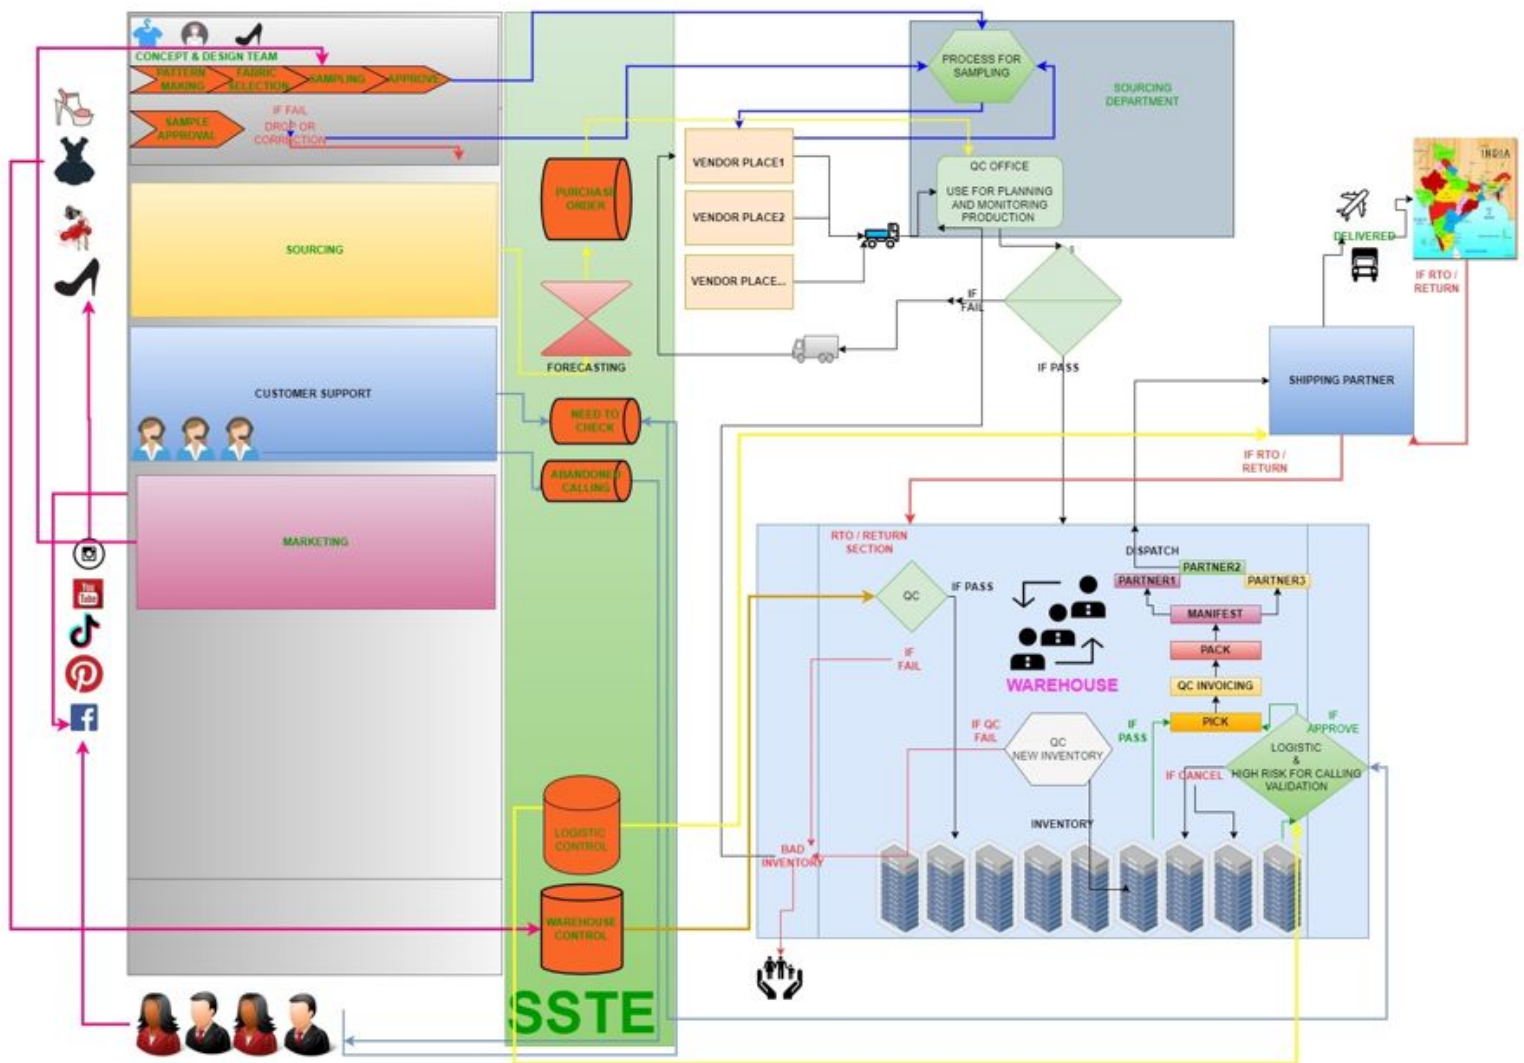 CONCEPT & DESIGN TEAM
PATTERN
MAKING
FABRIC
SELECTION
SAMPLING
APPROVE
SAMPLE
APPROVAL
IF FAIL
DROP OR
CORRECTION
SOURCING
CUSTOMER SUPPORT
MARKETING
You
Tube
PURCHASE
ORDER
FORECASTING
NEED TO
CHECK
ABANDONED
CALLING
LOGISTIC
CONTROL
WAREHOUSE
CONTROL
SSTE
PROCESS FOR
SAMPLING
SOURCING
DEPARTMENT
VENDOR PLACE1
VENDOR PLACE2
VENDOR PLACE...
QC OFFICE
USE FOR PLANNING
AND MONITORING
PRODUCTION
s
IF
FAIL
IF PASS
INDIA
DELIVERED
IF RTO /
RETURN
SHIPPING PARTNER
IF RTO /
RETURN
RTO / RETURN
SECTION
QC
IF PASS
IF
FAIL
WAREHOUSE
DISPATCH
PARTNER2
PARTNER1
PARTNER3
MANIFEST
PACK
QC INVOICING
PICK
IF
PASS
IF
APPROVE
IF QC
FAIL
QC
NEW INVENTORY
LOGISTIC
&
HIGH RISK FOR CALLING
VALIDATION
IF CANCEL
INVENTORY
BAD
INVENTORY